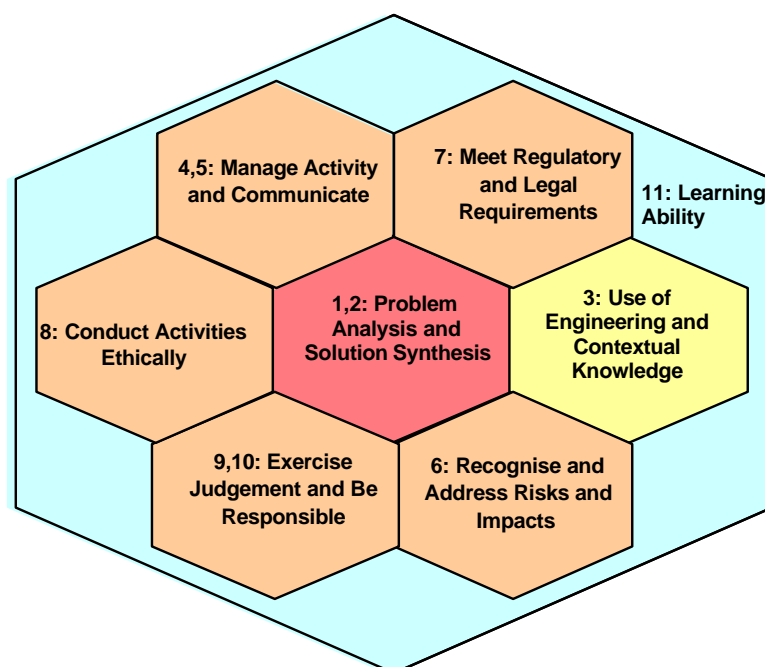 4,5: Manage Activity
and Communicate
7: Meet Regulatory
and Legal
Requirements
11: Learning
Ability
8: Conduct Activities
Ethically
1,2: Problem
Analysis and
Solution Synthesis
3: Use of
Engineering and
Contextual
Knowledge
9,10: Exercise
Judgement and Be
Responsible
6: Recognise and
Address Risks and
Impacts